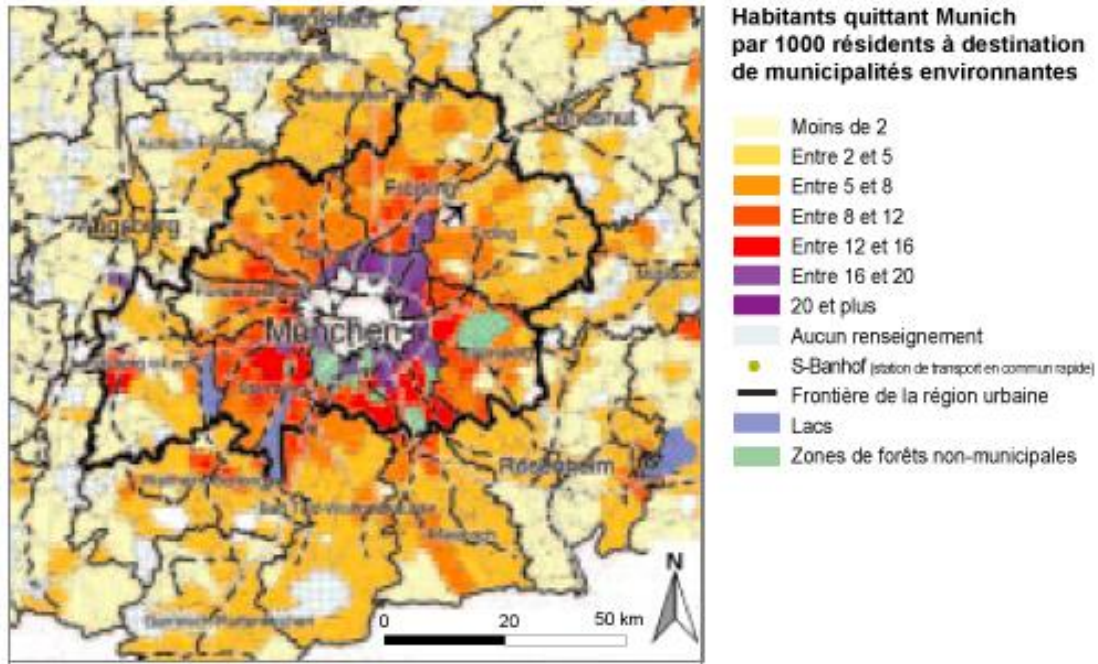 Habitants quittant Munich
par 1000 résidents à destination
de municipalités environnantes
Moins de 2
Entre 2 et 5
Entre 5 et 8
Entre 8 et 12
Entre 12 et 16
Entre 16 et 20
20 et plus
Aucun renseignement
S-Banhof (station de transport en commun rapide)
Frontière de la région urbaine
Lacs
Zones de forêts non-municipales
Landshut
Freising
Augsburg
Erding
München
Rosenheim
Miesbach
N
0 20 50 km